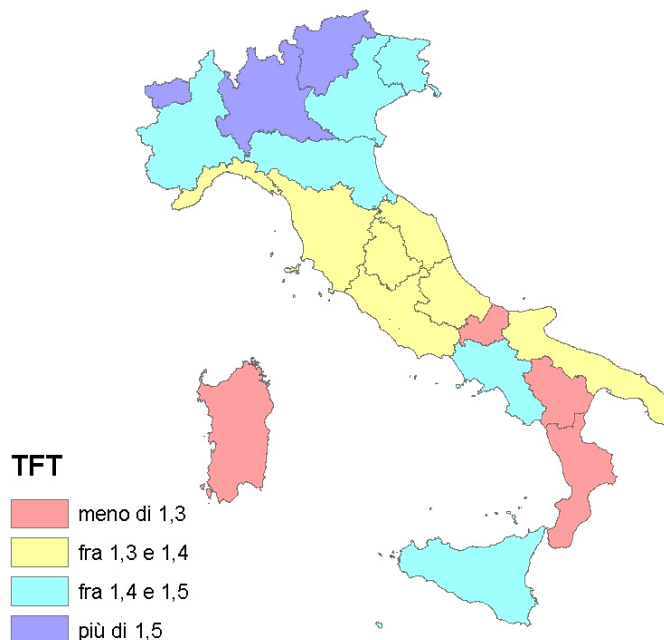 TFT
meno di 1,3
fra 1,3 e 1,4
fra 1,4 e 1,5
più di 1,5